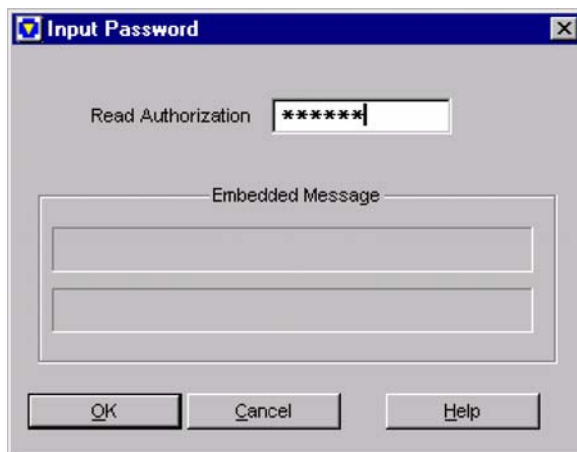 Input Password
Read Authorization ******
Embedded Message
OK Cancel Help